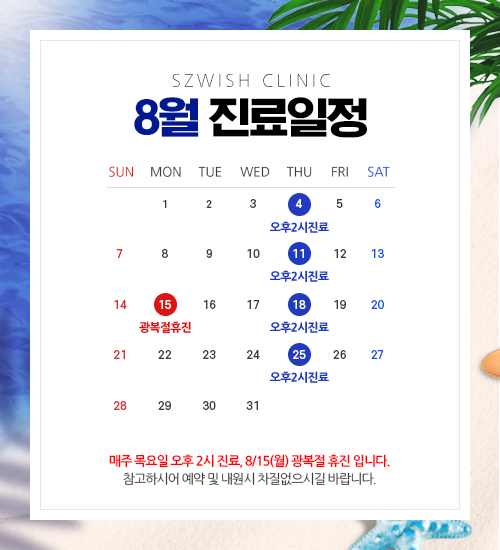 SZWISH CLINIC
8월 진료일정
SUN MON TUE WED THU FRI SAT
1 2 3 4 5 6
오후2시진료
7 8 9 10 11 12 13
오후2시진료
14 15 16 17 18 19 20
광복절휴진 오후2시진료
21 22 23 24 25 26 27
오후2시진료
28 29 30 31
매주 목요일 오후 2시 진료, 8/15(월) 광복절 휴진 입니다.
참고하시어 예약 및 내원시 차질없으시길 바랍니다.